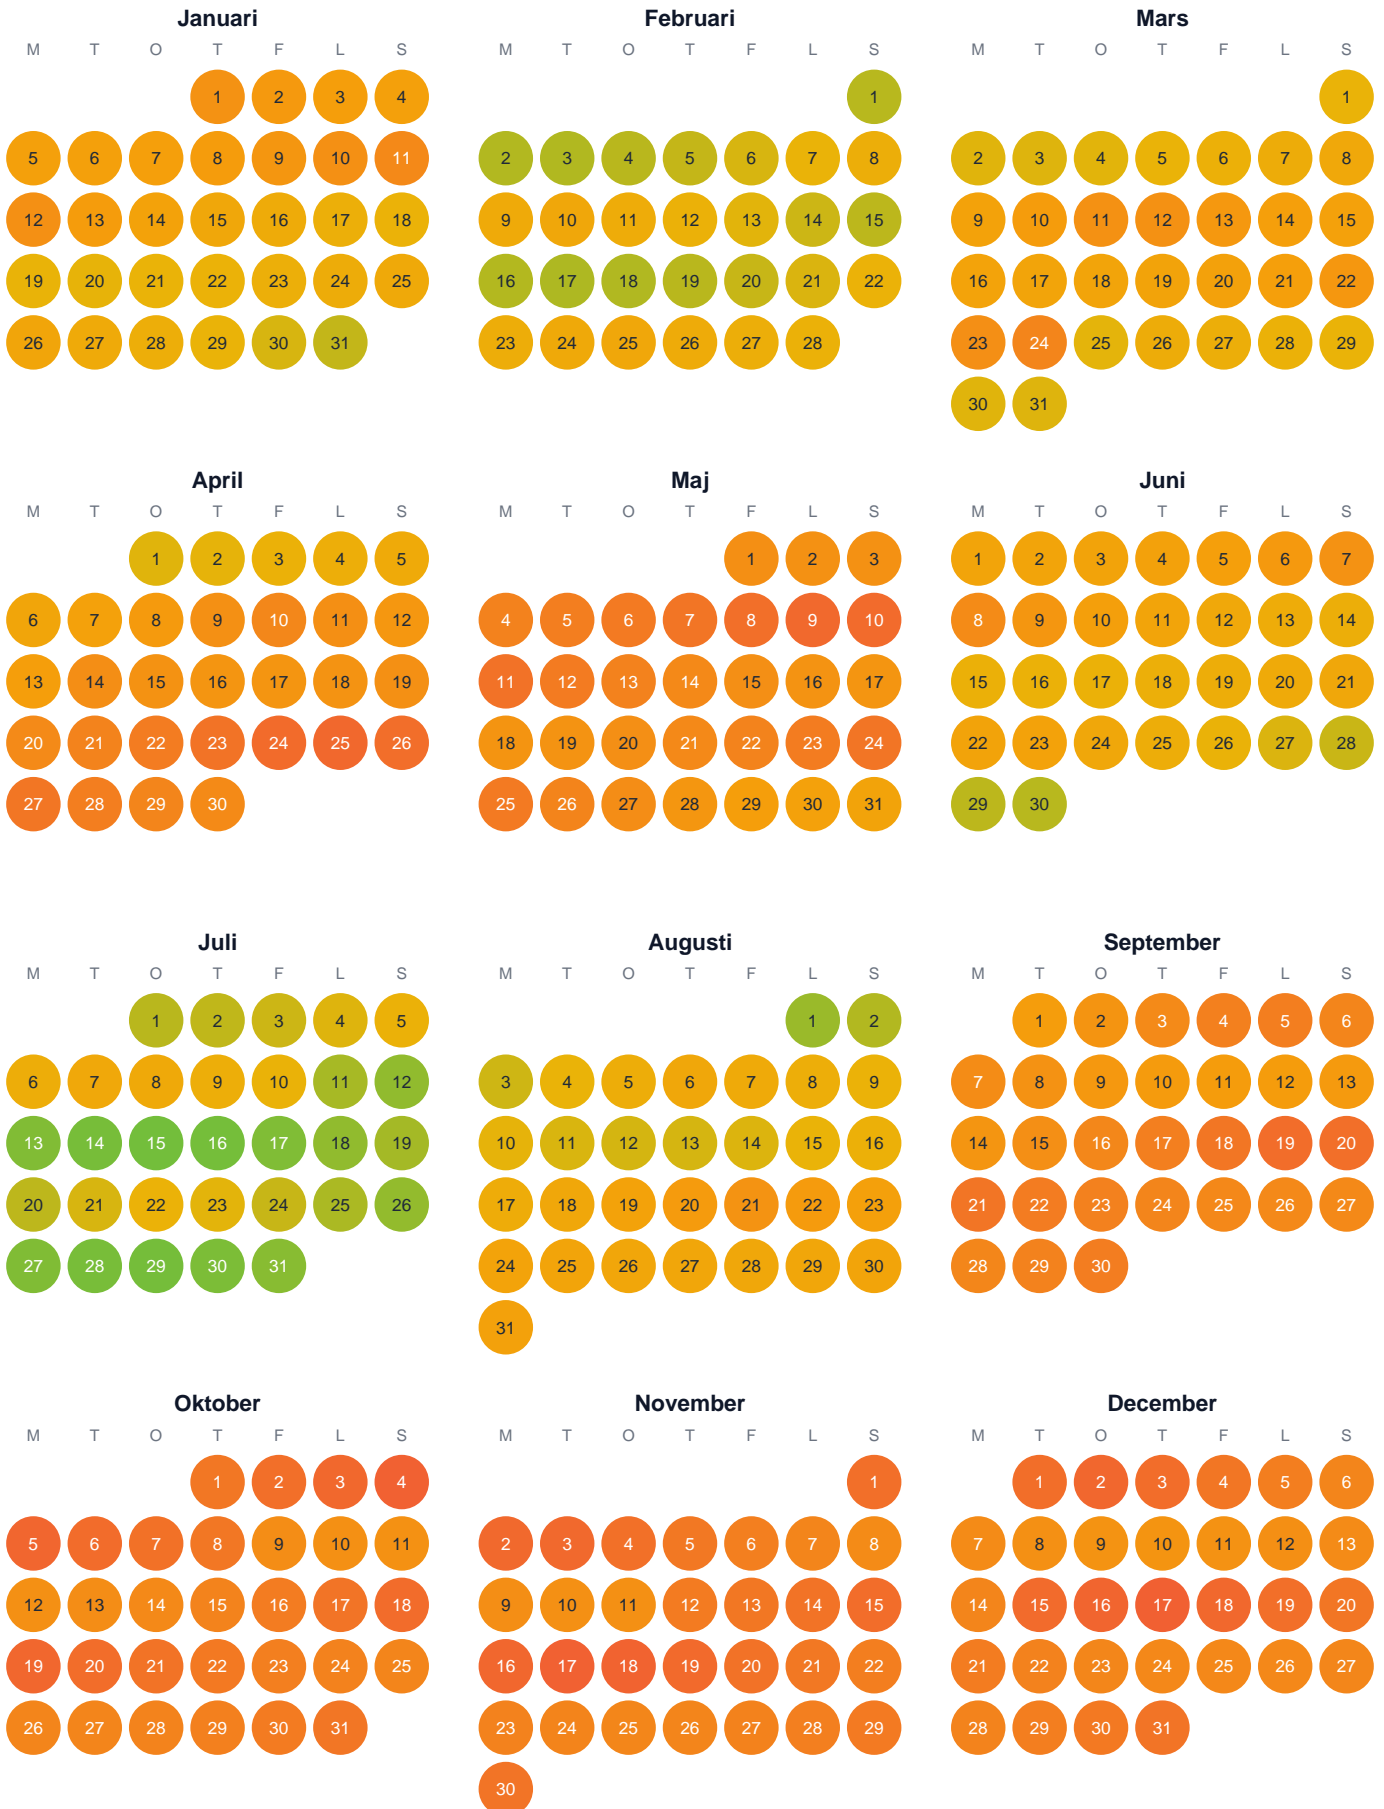 Januari Februari Mars
M T O T F L S M T O T F L S M T O T F L S
1 2 3 4 1 1
5 6 7 8 9 10 11 2 3 4 5 6 7 8 2 3 4 5 6 7 8
12 13 14 15 16 17 18 9 10 11 12 13 14 15 9 10 11 12 13 14 15
19 20 21 22 23 24 25 16 17 18 19 20 21 22 16 17 18 19 20 21 22
26 27 28 29 30 31 23 24 25 26 27 28 23 24 25 26 27 28 29
30 31
April Maj Juni
M T O T F L S M T O T F L S M T O T F L S
1 2 3 4 5 1 2 3 1 2 3 4 5 6 7
6 7 8 9 10 11 12 4 5 6 7 8 9 10 8 9 10 11 12 13 14
13 14 15 16 17 18 19 11 12 13 14 15 16 17 15 16 17 18 19 20 21
20 21 22 23 24 25 26 18 19 20 21 22 23 24 22 23 24 25 26 27 28
27 28 29 30 25 26 27 28 29 30 31 29 30
Juli Augusti September
M T O T F L S M T O T F L S M T O T F L S
1 2 3 4 5 1 2 1 2 3 4 5 6
6 7 8 9 10 11 12 3 4 5 6 7 8 9 7 8 9 10 11 12 13
13 14 15 16 17 18 19 10 11 12 13 14 15 16 14 15 16 17 18 19 20
20 21 22 23 24 25 26 17 18 19 20 21 22 23 21 22 23 24 25 26 27
27 28 29 30 31 24 25 26 27 28 29 30 28 29 30
31
Oktober November December
M T O T F L S M T O T F L S M T O T F L S
1 2 3 4 1 1 2 3 4 5 6
5 6 7 8 9 10 11 2 3 4 5 6 7 8 7 8 9 10 11 12 13
12 13 14 15 16 17 18 9 10 11 12 13 14 15 14 15 16 17 18 19 20
19 20 21 22 23 24 25 16 17 18 19 20 21 22 21 22 23 24 25 26 27
26 27 28 29 30 31 23 24 25 26 27 28 29 28 29 30 31
30